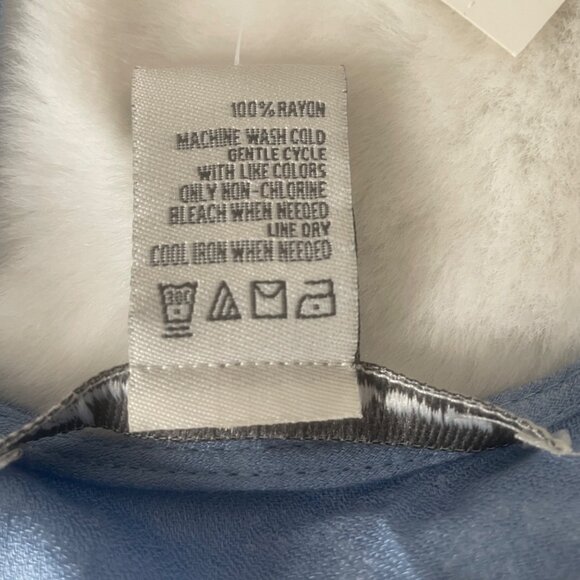 100% RAYON
MACHINE WASH COLD
GENTLE CYCLE
WITH LIKE COLORS
ONLY NON-CHLORINE
BLEACH WHEN NEEDED
LINE DRY
COOL IRON WHEN NEEDED